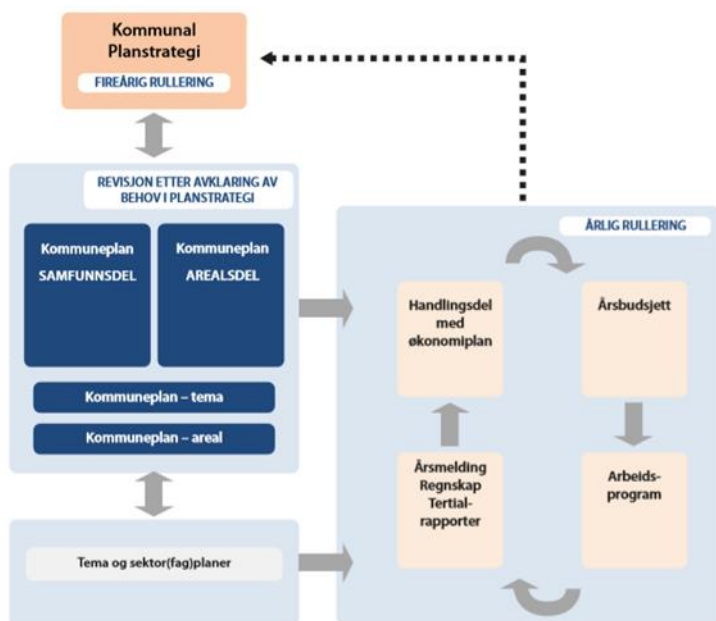 Kommunal
Planstrategi
FIREÅRIG RULLERING
REVISJON ETTER AVKLARING AV
BEHOV I PLANSTRATEGI
Kommuneplan
SAMFUNNSDEL
Kommuneplan
AREALSDEL
Kommuneplan – tema
Kommuneplan – areal
Tema og sektor(fag)planer
ÅRLIG RULLERING
Handlingsdel
med
økonomiplan
Årsbudsjett
Årsmelding
Regnskap
Tertial-
rapporter
Arbeids-
program